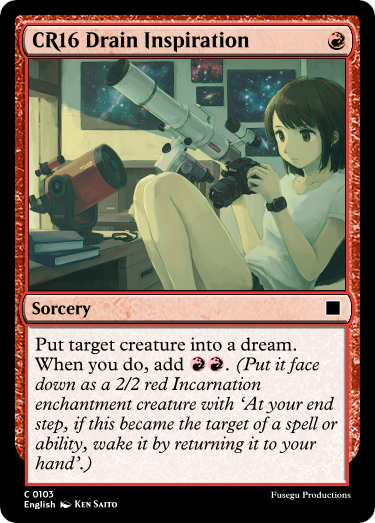 CR16 Drain Inspiration
Sorcery
Put target creature into a dream.
When you do, add . (Put it face
down as a 2/2 red Incarnation
enchantment creature with ‘At your end
step, if this became the target of a spell or
ability, wake it by returning it to your
hand’.)
C 0103
English Ken Saito
Fusegu Productions